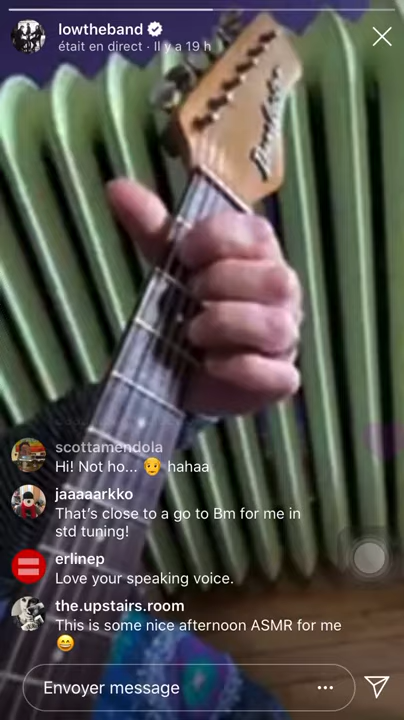 lowtheband
était en direct · Il y a 19 h
scottamendola
Hi! Not ho... 👴 hahaa
jaaaaarkko
That's close to a go to Bm for me in
std tuning!
erlinep
Love your speaking voice.
the.upstairs.room
This is some nice afternoon ASMR for me
😄
Envoyer message